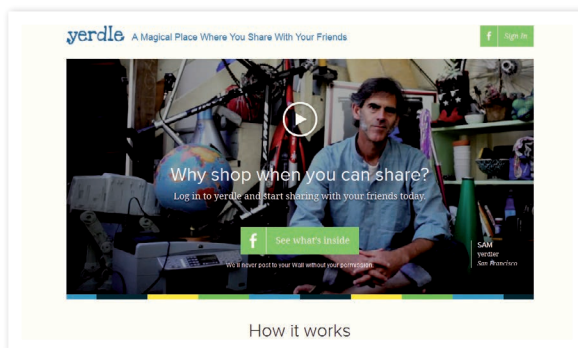 yerdle A Magical Place Where You Share With Your Friends
f Sign In
Why shop when you can share?
Log in to yerdle and start sharing with your friends today.
f See what's inside
We'll never post to your Wall without your permission.
SAM
yerdler
San Francisco
How it works